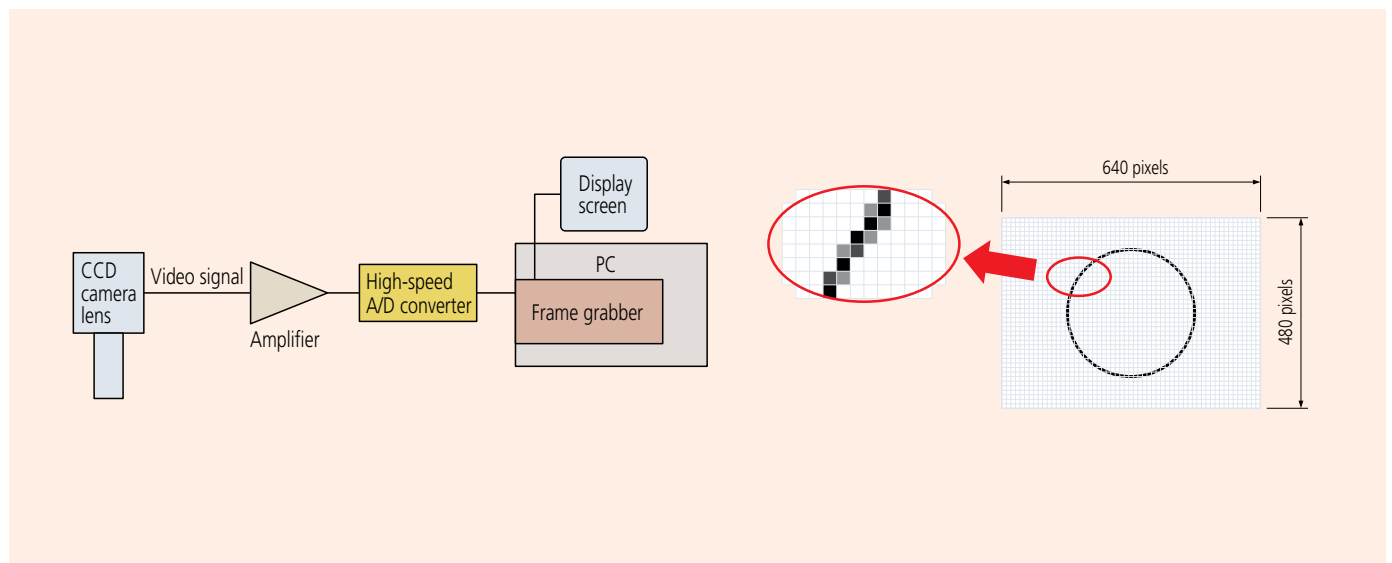 CCD
camera
lens
Video signal
Amplifier
High-speed
A/D converter
Display
screen
PC
Frame grabber
640 pixels
480 pixels